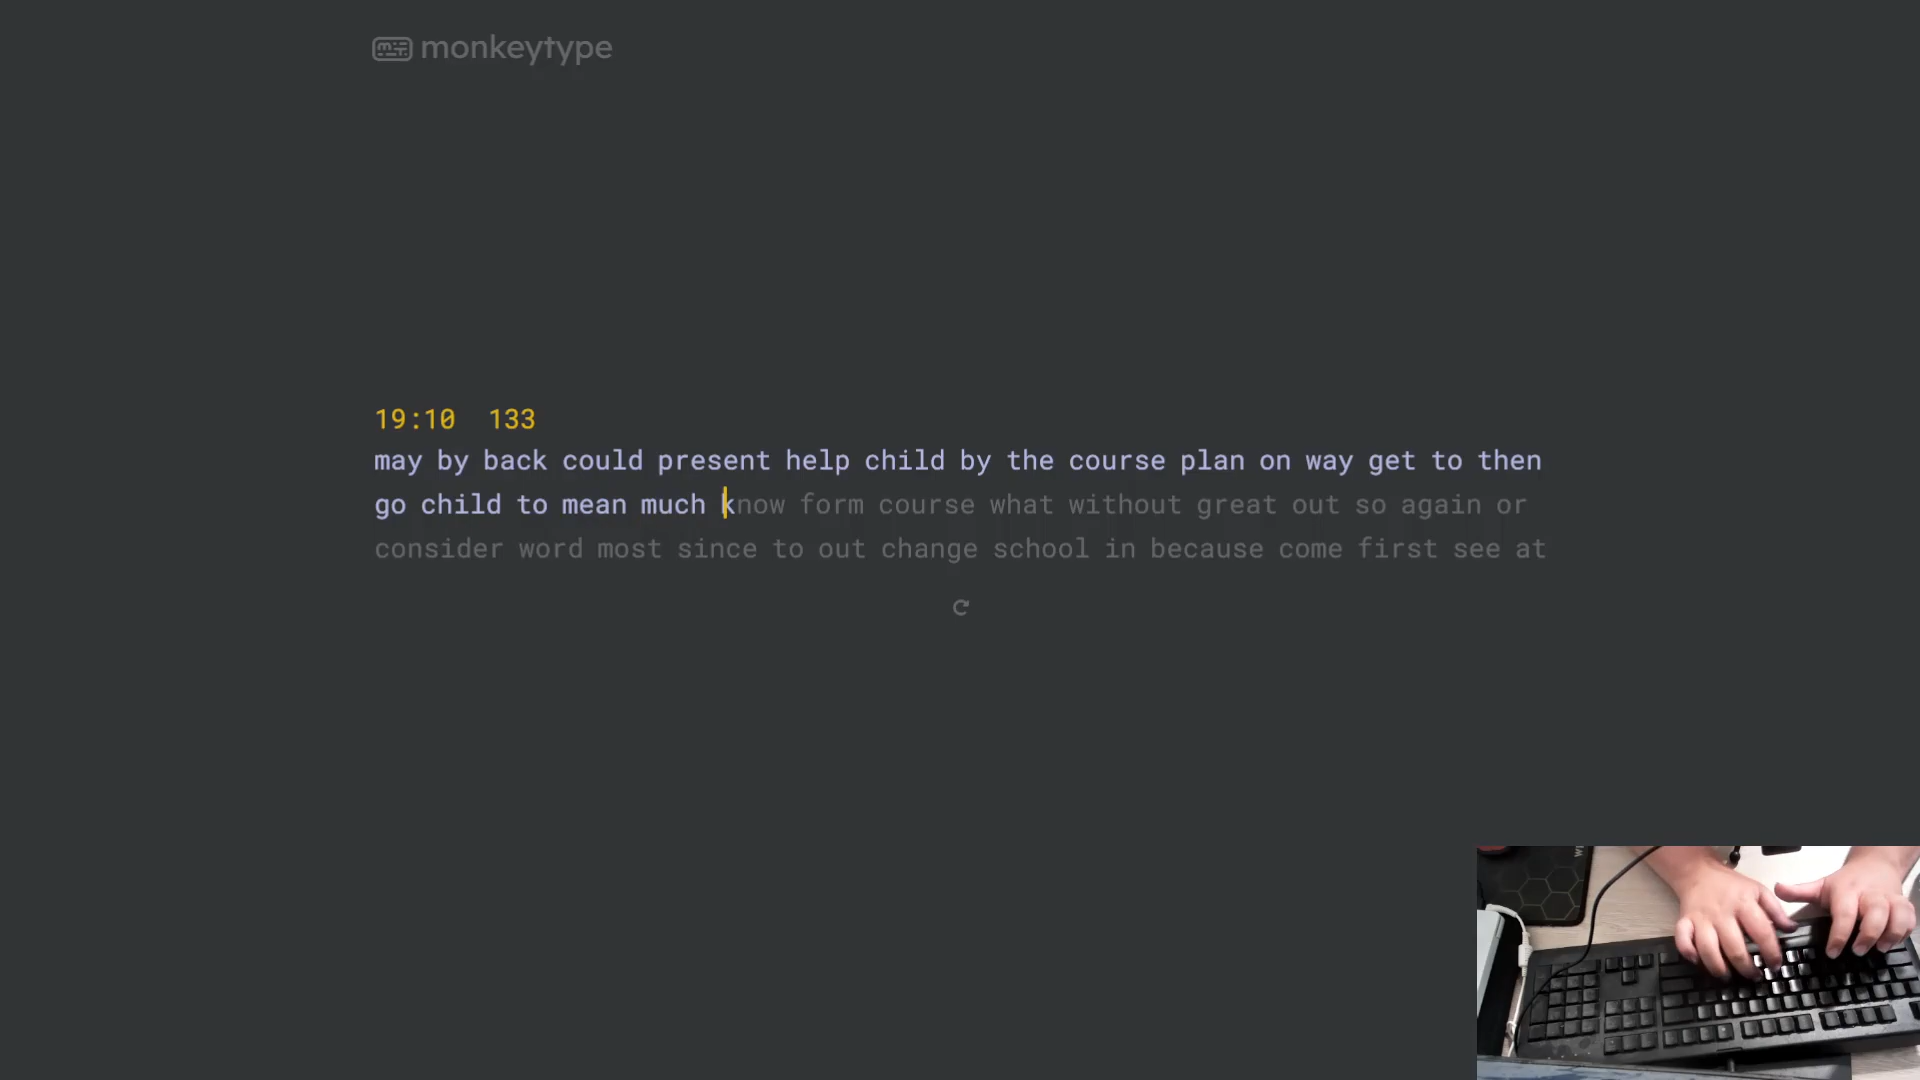 monkeytype
19:10 133
may by back could present help child by the course plan on way get to then
go child to mean much know form course what without great out so again or
consider word most since to out change school in because come first see at